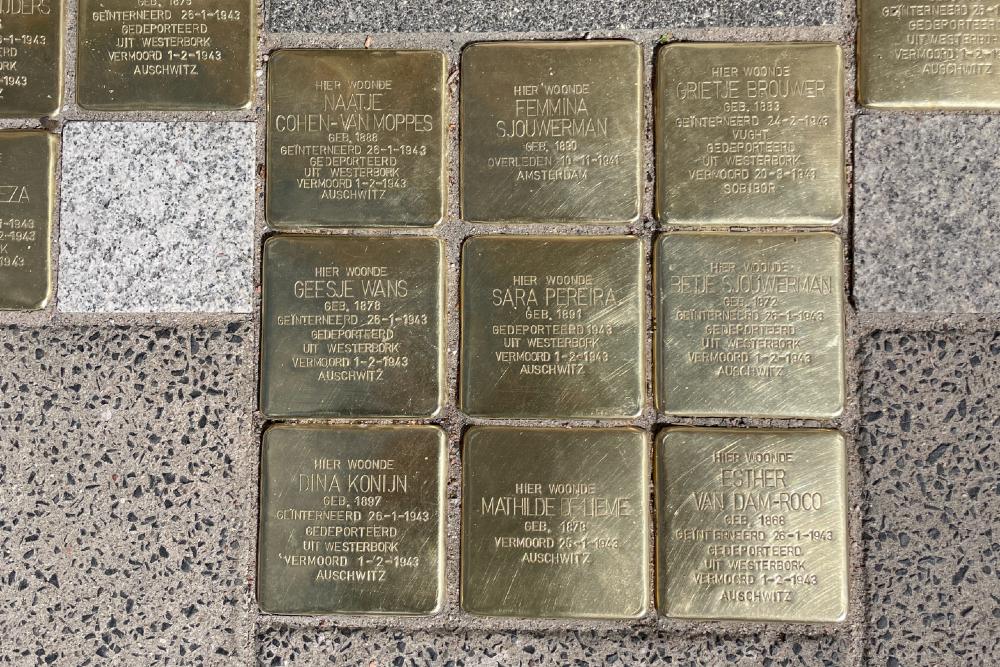 GEÏNTERNEERD 26-1-1943
GEDEPORTEERD
UIT WESTERBORK
VERMOORD 1-2-1943
AUSCHWITZ
HIER WOONDE
NAATJE
COHEN-VAN MOPPES
GEB. 1888
GEÏNTERNEERD 26-1-1943
GEDEPORTEERD
UIT WESTERBORK
VERMOORD 1-2-1943
AUSCHWITZ
HIER WOONDE
FEMMINA
SJOUWERMAN
GEB. 1890
OVERLEDEN 10-11-1941
AMSTERDAM
HIER WOONDE
GRIETJE BROUWER
GEB. 1893
GEÏNTERNEERD 24-2-1943
VUGHT
GEDEPORTEERD
UIT WESTERBORK
VERMOORD
SOBIBOR
HIER WOONDE
GEESJE WANS
GEB. 1878
GEÏNTERNEERD 26-1-1943
GEDEPORTEERD
UIT WESTERBORK
VERMOORD 1-2-1943
AUSCHWITZ
HIER WOONDE
SARA PEREIRA
GEB. 1891
GEDEPORTEERD 1943
UIT WESTERBORK
VERMOORD 1-2-1943
AUSCHWITZ
HIER WOONDE
BETJE SJOUWERMAN
GEB. 1872
GEÏNTERNEERD 26-1-1943
GEDEPORTEERD
UIT WESTERBORK
VERMOORD 1-2-1943
AUSCHWITZ
HIER WOONDE
DINA KONIJN
GEB. 1897
GEÏNTERNEERD 26-1-1943
GEDEPORTEERD
UIT WESTERBORK
VERMOORD 1-2-1943
AUSCHWITZ
HIER WOONDE
MATHILDE DE LIEME
GEB. 1873
VERMOORD 25-1-1943
AUSCHWITZ
HIER WOONDE
ESTHER
VAN DAM-ROCO
GEB. 1868
GEÏNTERNEERD 26-1-1943
GEDEPORTEERD
UIT WESTERBORK
VERMOORD 1-2-1943
AUSCHWITZ